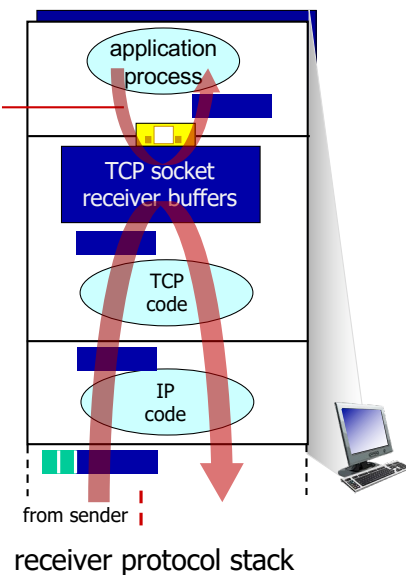 application
process
TCP socket
receiver buffers
TCP
code
IP
code
from sender
receiver protocol stack